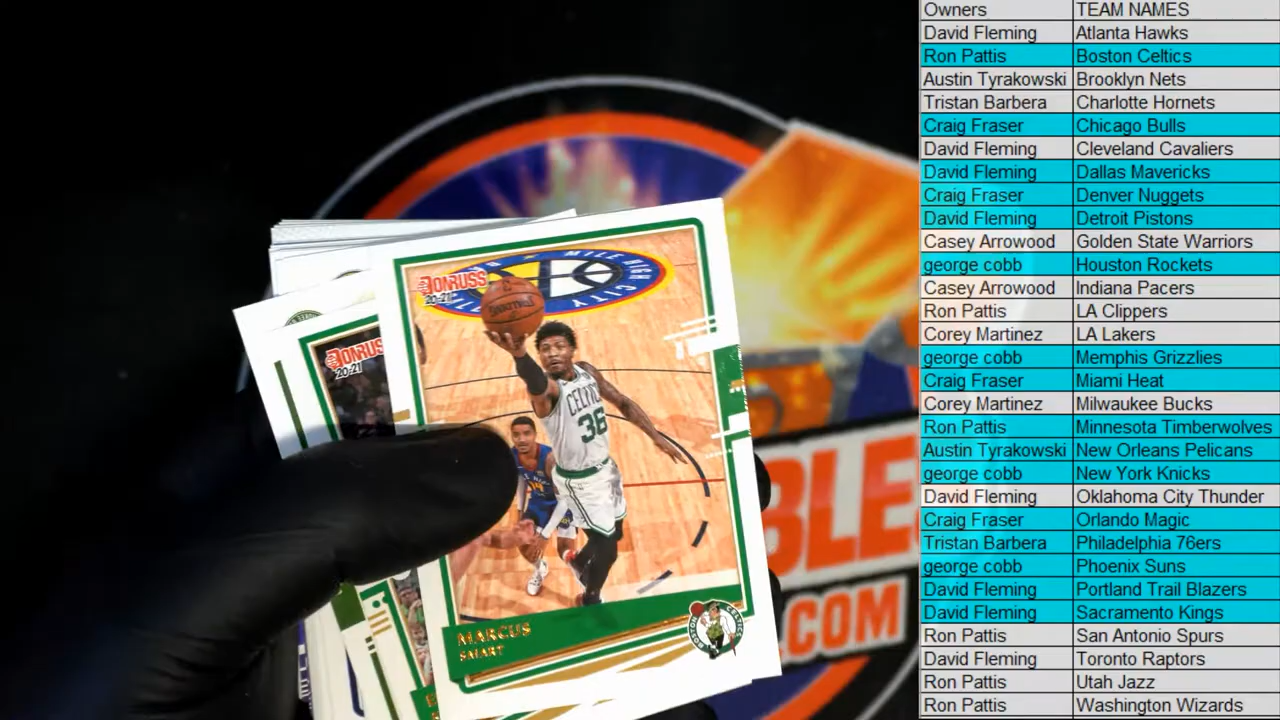 Owners TEAM NAMES
David Fleming Atlanta Hawks
Ron Pattis Boston Celtics
Austin Tyrakowski Brooklyn Nets
Tristan Barbera Charlotte Hornets
Craig Fraser Chicago Bulls
David Fleming Cleveland Cavaliers
David Fleming Dallas Mavericks
Craig Fraser Denver Nuggets
David Fleming Detroit Pistons
Casey Arrowood Golden State Warriors
george cobb Houston Rockets
Casey Arrowood Indiana Pacers
Ron Pattis LA Clippers
Corey Martinez LA Lakers
george cobb Memphis Grizzlies
Craig Fraser Miami Heat
Corey Martinez Milwaukee Bucks
Ron Pattis Minnesota Timberwolves
Austin Tyrakowski New Orleans Pelicans
george cobb New York Knicks
David Fleming Oklahoma City Thunder
Craig Fraser Orlando Magic
Tristan Barbera Philadelphia 76ers
george cobb Phoenix Suns
David Fleming Portland Trail Blazers
David Fleming Sacramento Kings
Ron Pattis San Antonio Spurs
David Fleming Toronto Raptors
Ron Pattis Utah Jazz
Ron Pattis Washington Wizards
DONRUSS
20-21
MILE HIGH
CITY
SPALDING
CELTICS
36
MARCUS
SMART
BOSTON CELTICS
DONRUSS
20-21
BLE
.COM